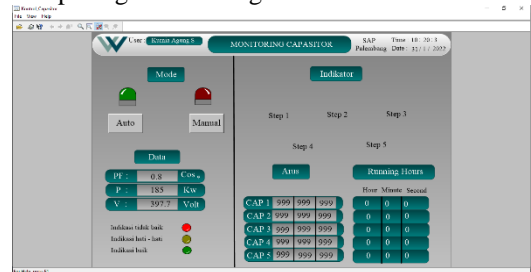 Kontrol_Capasitor
File View Help
User : Kurnia Agung S
MONITORING CAPASITOR
SAP
Palembang
Time 10 : 20 : 3
Date : 11 / 1 / 2022
Mode
Auto
Manual
Indikator
Step 1
Step 2
Step 3
Step 4
Step 5
Data
PF : 0.8 Cos
P : 185 Kw
V : 397.7 Volt
Indikasi tidak baik
Indikasi hati - hati
Indikasi baik
Arus
CAP 1 999 999 999
CAP 2 999 999 999
CAP 3 999 999 999
CAP 4 999 999 999
CAP 5 999 999 999
Running Hours
Hour Minute Second
0 0 0
0 0 0
0 0 0
0 0 0
0 0 0